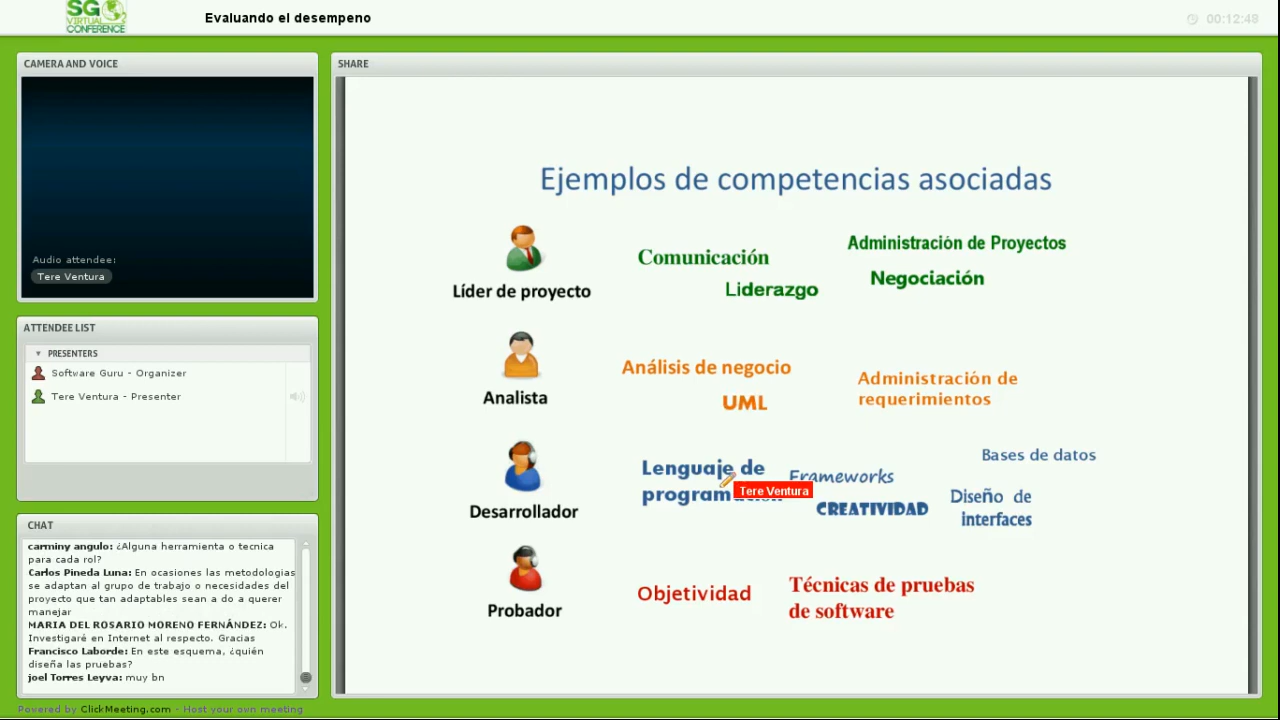 SG
VIRTUAL
CONFERENCE
Evaluando el desempeno
00:12:48
CAMERA AND VOICE
Audio attendee:
Tere Ventura
ATTENDEE LIST
PRESENTERS
Software Guru - Organizer
Tere Ventura - Presenter
CHAT
carminy angulo: ¿Alguna herramienta o tecnica
para cada rol?
Carlos Pineda Luna: En ocasiones las metodologias
se adaptan al grupo de trabajo o necesidades del
proyecto que tan adaptables sean a do a querer
manejar
MARIA DEL ROSARIO MORENO FERNÁNDEZ: Ok.
Investigaré en Internet al respecto. Gracias
Francisco Laborde: En este esquema, ¿quién
diseña las pruebas?
joel Torres Leyva: muy bn
SHARE
Ejemplos de competencias asociadas
Líder de proyecto
Comunicación
Liderazgo
Administración de Proyectos
Negociación
Analista
Análisis de negocio
UML
Administración de
requerimientos
Desarrollador
Lenguaje de
programación
Tere Ventura
Frameworks
CREATIVIDAD
Bases de datos
Diseño de
interfaces
Probador
Objetividad
Técnicas de pruebas
de software
Powered by ClickMeeting.com - Host your own meeting